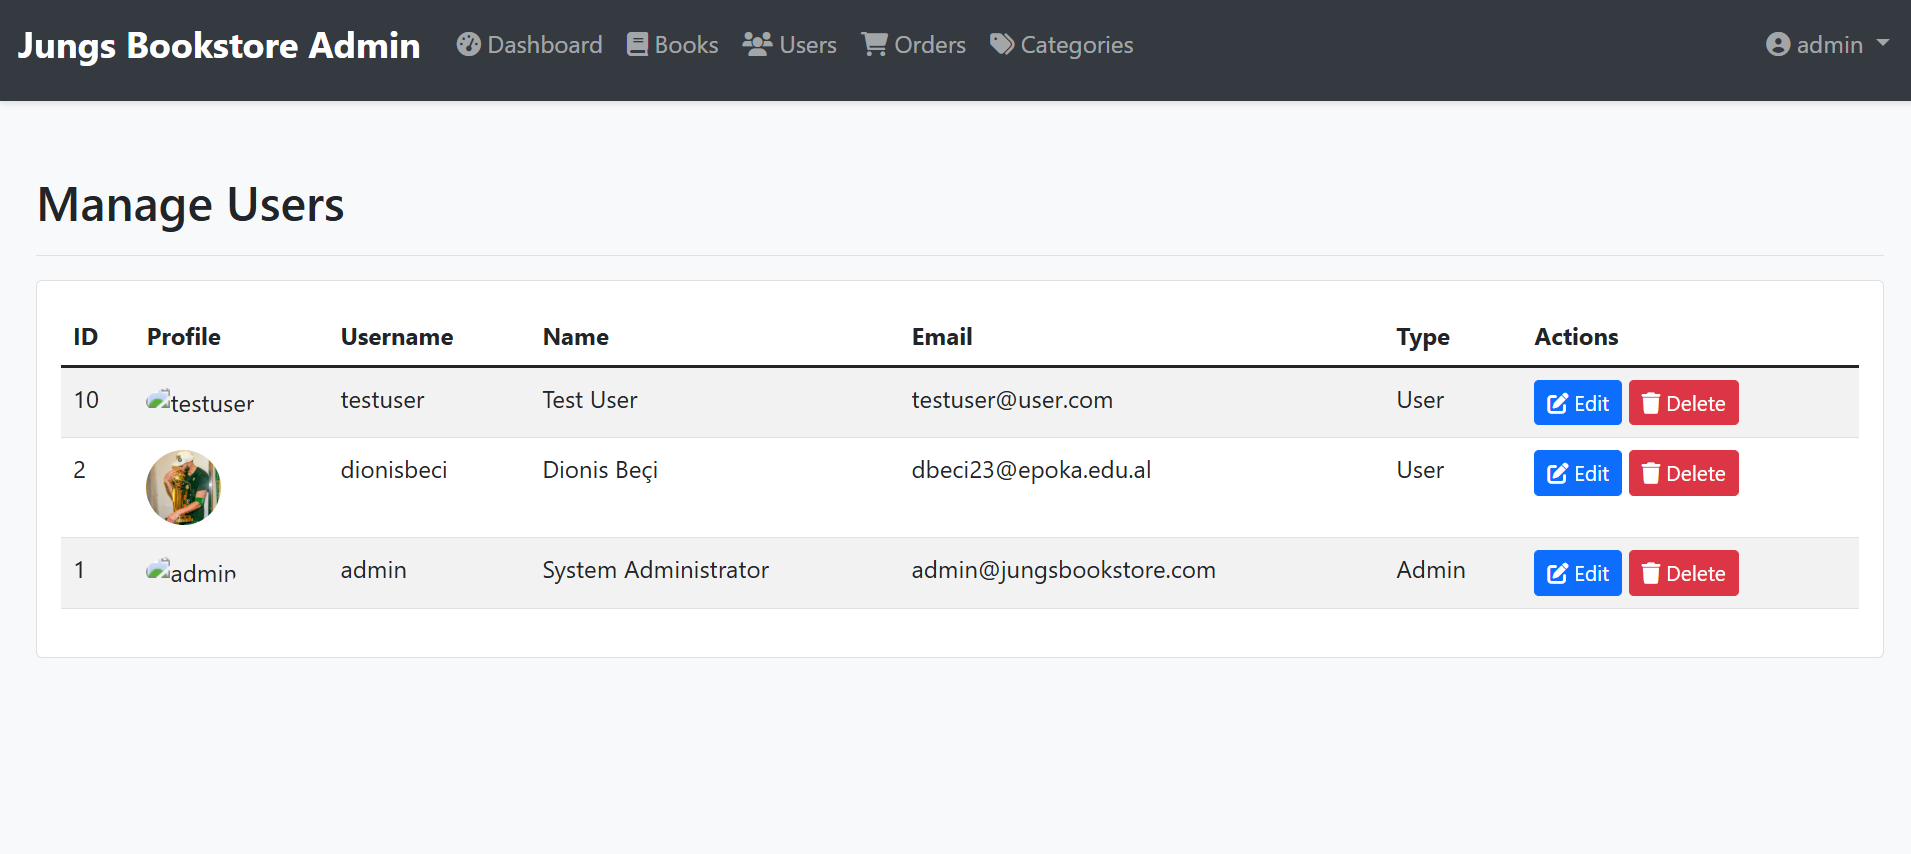 Jungs Bookstore Admin Dashboard Books Users Orders Categories admin
Manage Users
ID Profile Username Name Email Type Actions
10 testuser testuser Test User testuser@user.com User Edit Delete
2 dionisbeci Dionis Beçi dbeci23@epoka.edu.al User Edit Delete
1 admin admin System Administrator admin@jungsbookstore.com Admin Edit Delete